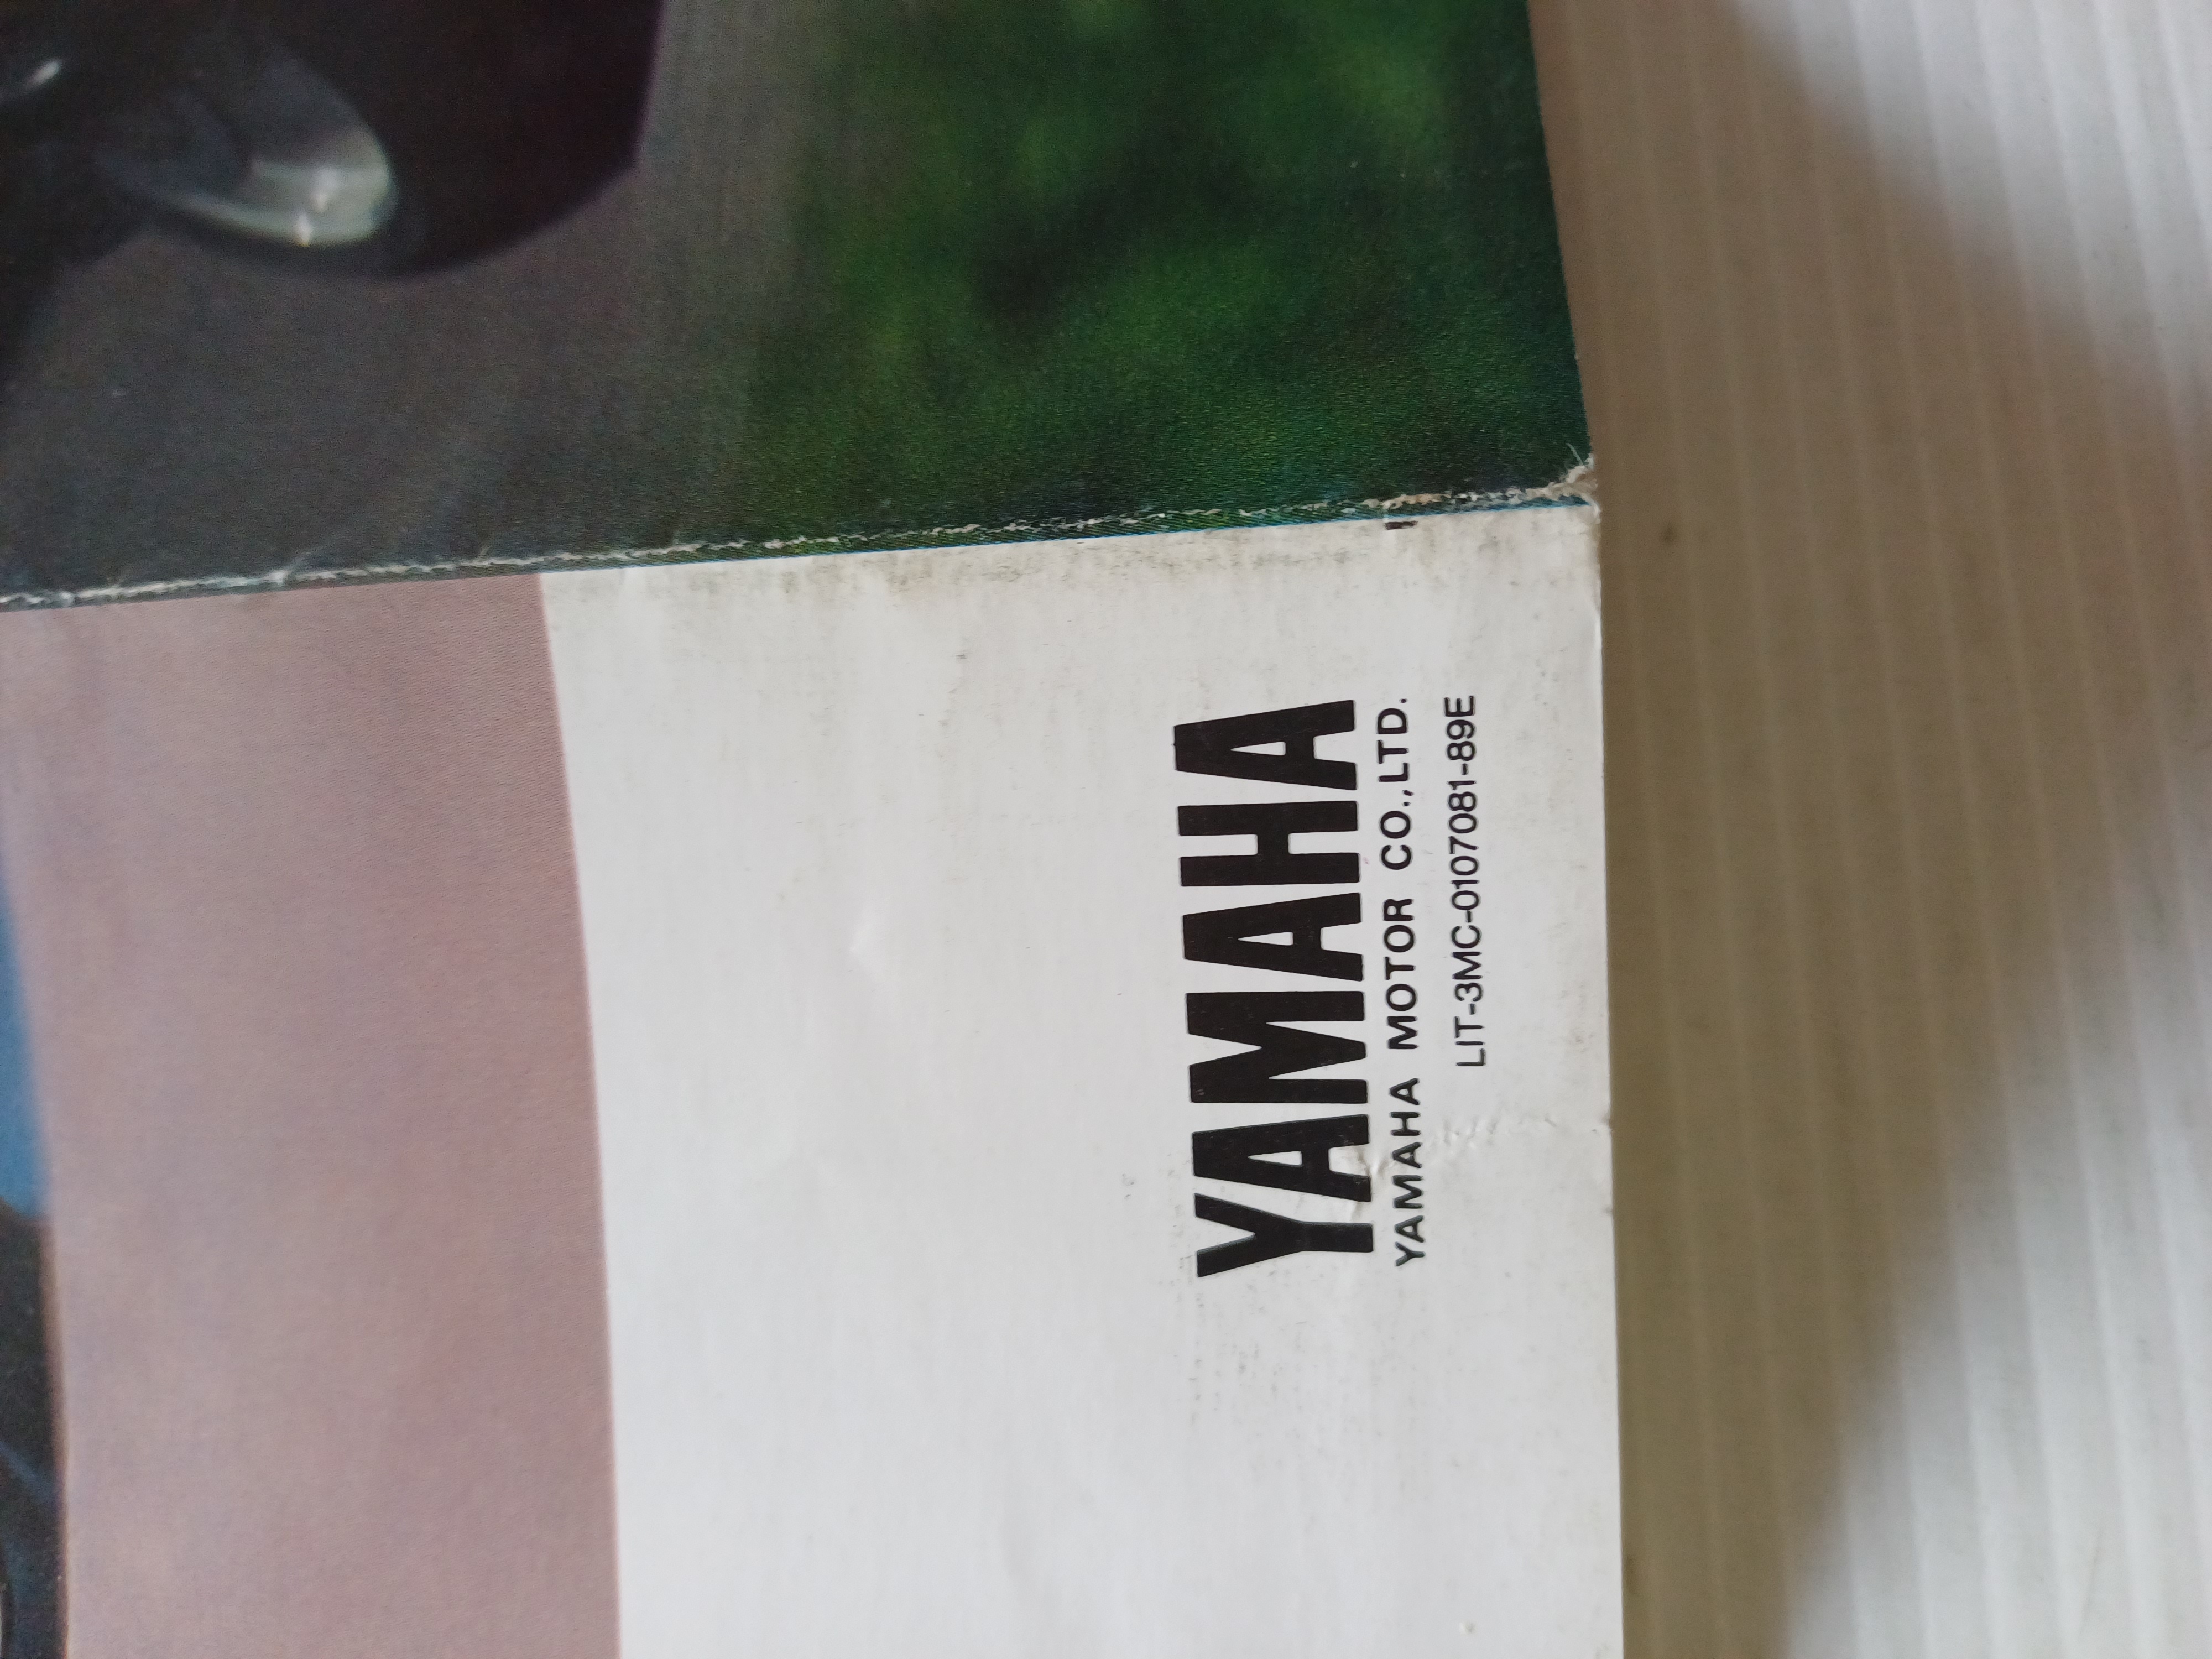 YAMAHA
YAMAHA MOTOR CO.,LTD.
LIT-3MC-0107081-89E